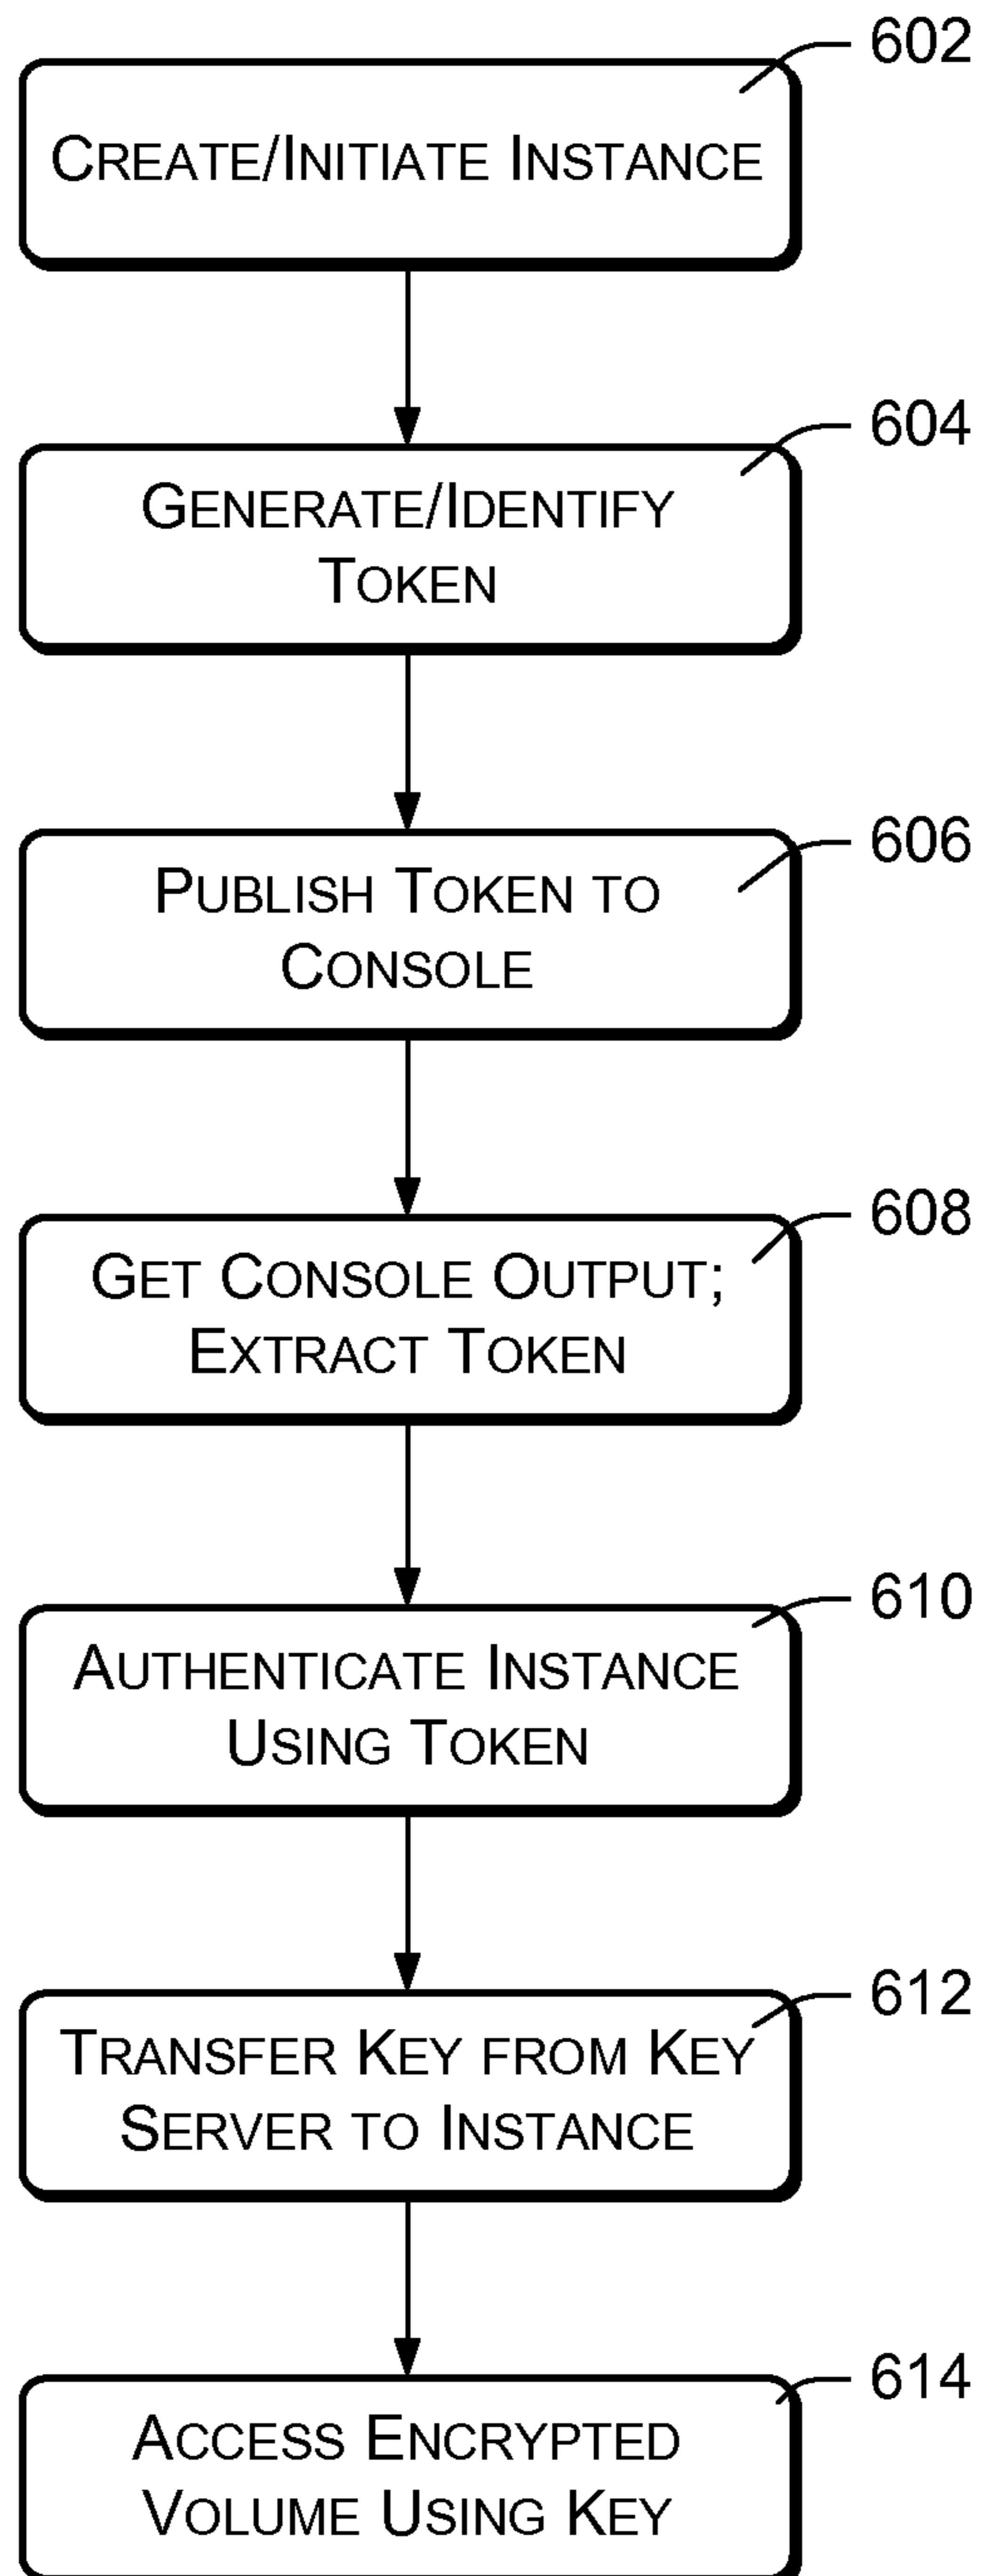 602
CREATE/INITIATE INSTANCE
604
GENERATE/IDENTIFY
TOKEN
606
PUBLISH TOKEN TO
CONSOLE
608
GET CONSOLE OUTPUT;
EXTRACT TOKEN
610
AUTHENTICATE INSTANCE
USING TOKEN
612
TRANSFER KEY FROM KEY
SERVER TO INSTANCE
614
ACCESS ENCRYPTED
VOLUME USING KEY